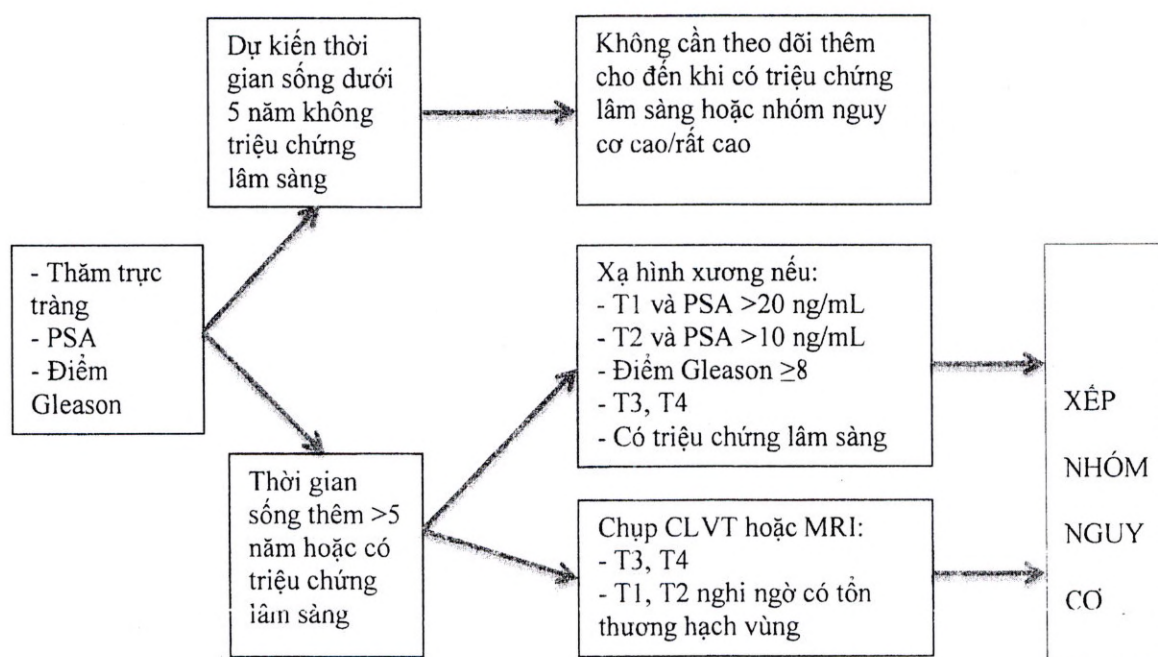 Dự kiến thời
gian sống dưới
5 năm không
triệu chứng
lâm sàng
Không cần theo dõi thêm
cho đến khi có triệu chứng
lâm sàng hoặc nhóm nguy
cơ cao/rất cao
- Thăm trực
tràng
- PSA
- Điểm
Gleason
Thời gian
sống thêm >5
năm hoặc có
triệu chứng
lâm sàng
Xạ hình xương nếu:
- T1 và PSA >20 ng/mL
- T2 và PSA >10 ng/mL
- Điểm Gleason ≥8
- T3, T4
- Có triệu chứng lâm sàng
Chụp CLVT hoặc MRI:
- T3, T4
- T1, T2 nghi ngờ có tổn
thương hạch vùng
XẾP
NHÓM
NGUY
CƠ